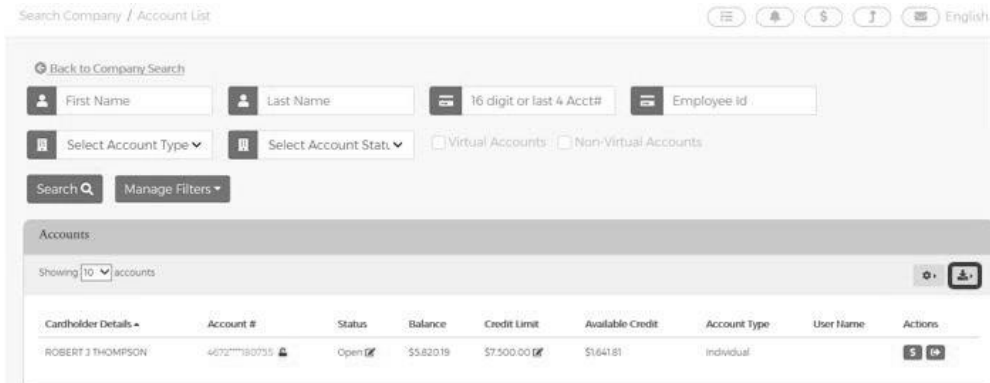 Search Company / Account List English
Back to Company Search
First Name Last Name 16 digit or last 4 Acct# Employee Id
Select Account Type Select Account Statu Virtual Accounts Non-Virtual Accounts
Search Manage Filters
Accounts
Showing 10 accounts
Cardholder Details Account # Status Balance Credit Limit Available Credit Account Type User Name Actions
ROBERT J THOMPSON 4672***180755 Open $5,820.19 $7,500.00 $1,641.81 Individual $